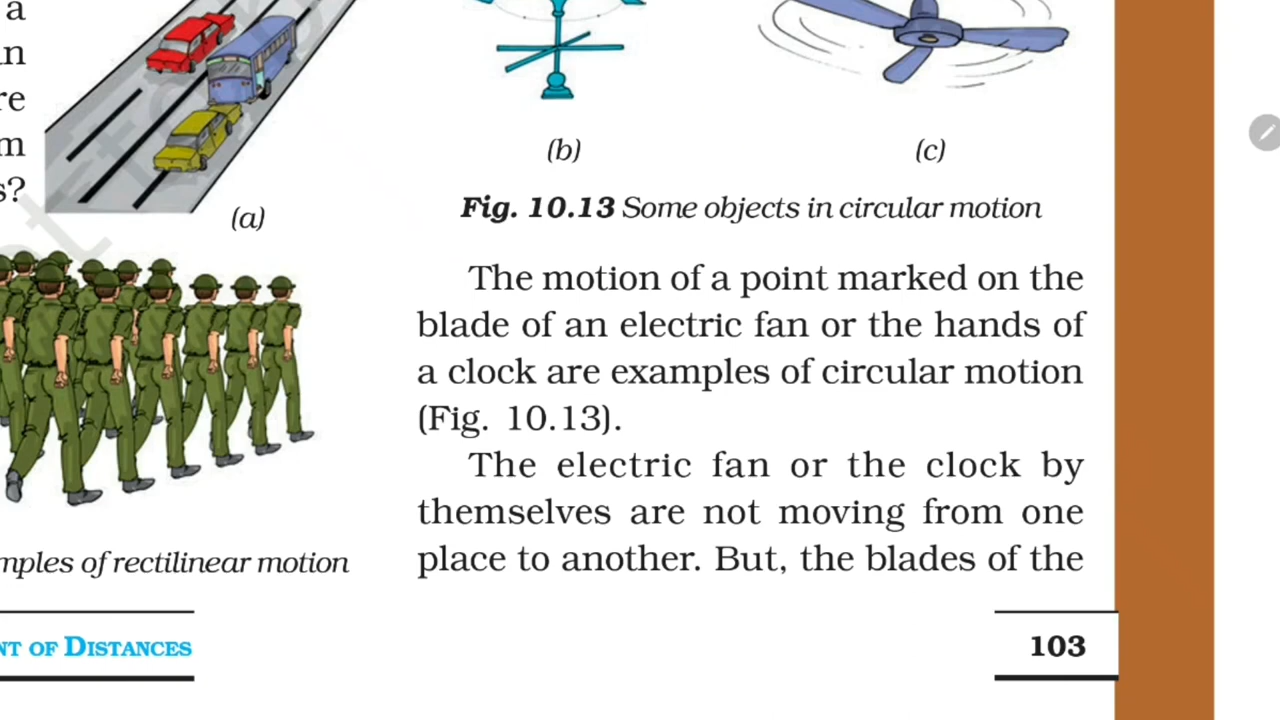 a
(a)
mples of rectilinear motion
(b)
(c)
Fig. 10.13 Some objects in circular motion
The motion of a point marked on the
blade of an electric fan or the hands of
a clock are examples of circular motion
(Fig. 10.13).
The electric fan or the clock by
themselves are not moving from one
place to another. But, the blades of the
NT OF DISTANCES
103